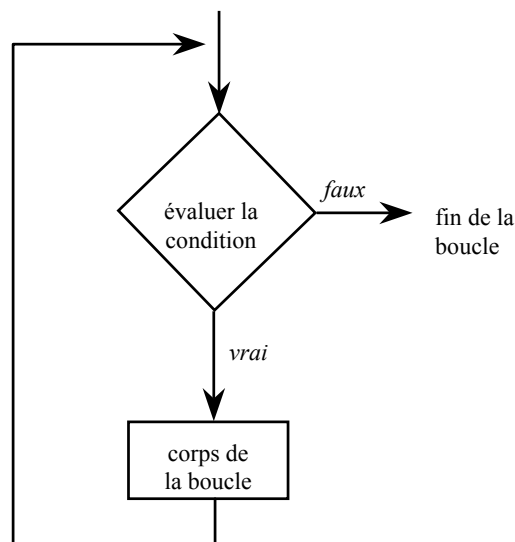 évaluer la
condition
faux
fin de la
boucle
vrai
corps de
la boucle